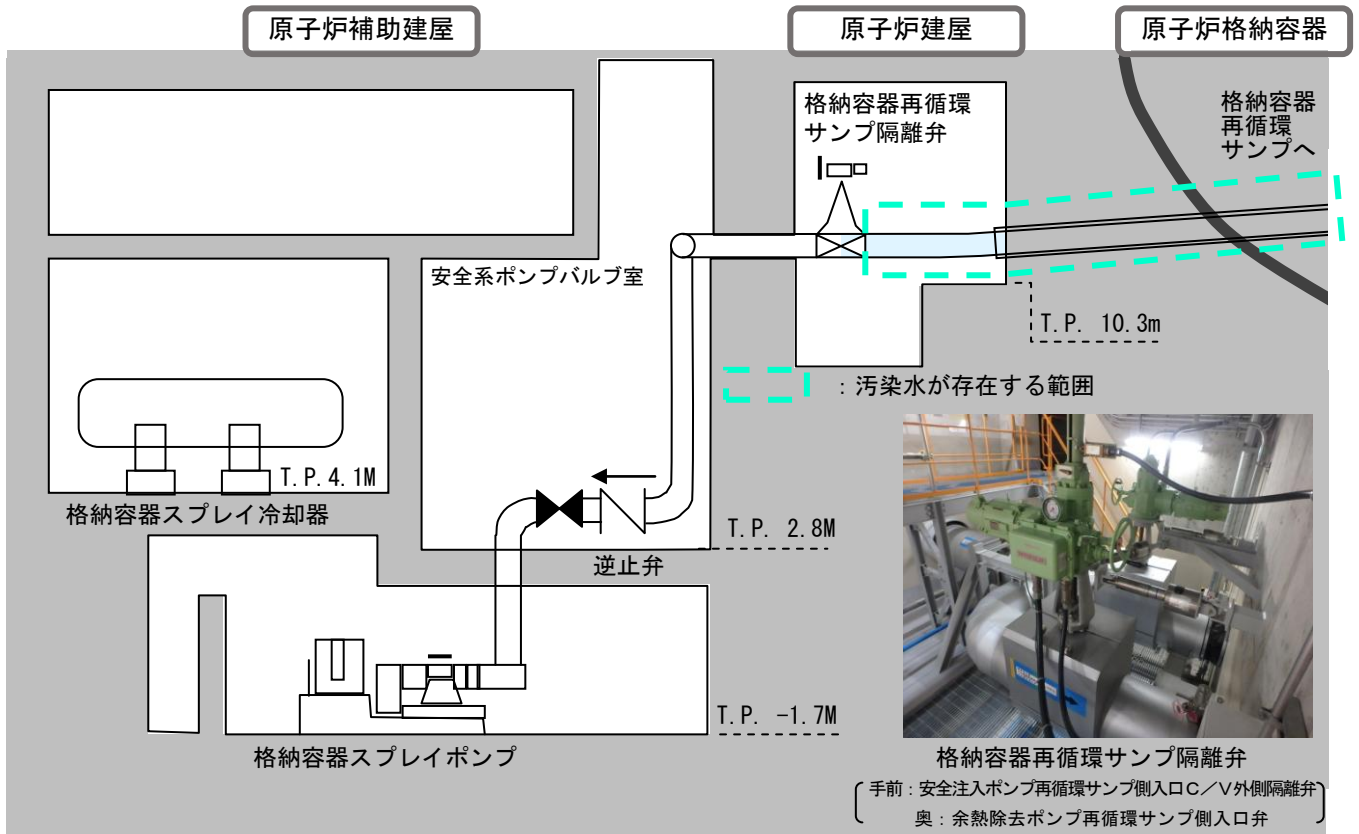 原子炉補助建屋
原子炉建屋
原子炉格納容器
格納容器再循環
サンプ隔離弁
格納容器
再循環
サンプへ
安全系ポンプバルブ室
T.P. 10.3m
：汚染水が存在する範囲
T.P.4.1M
格納容器スプレイ冷却器
T.P. 2.8M
逆止弁
T.P. -1.7M
格納容器スプレイポンプ
格納容器再循環サンプ隔離弁
手前：安全注入ポンプ再循環サンプ側入口C／V外側隔離弁
奥：余熱除去ポンプ再循環サンプ側入口弁